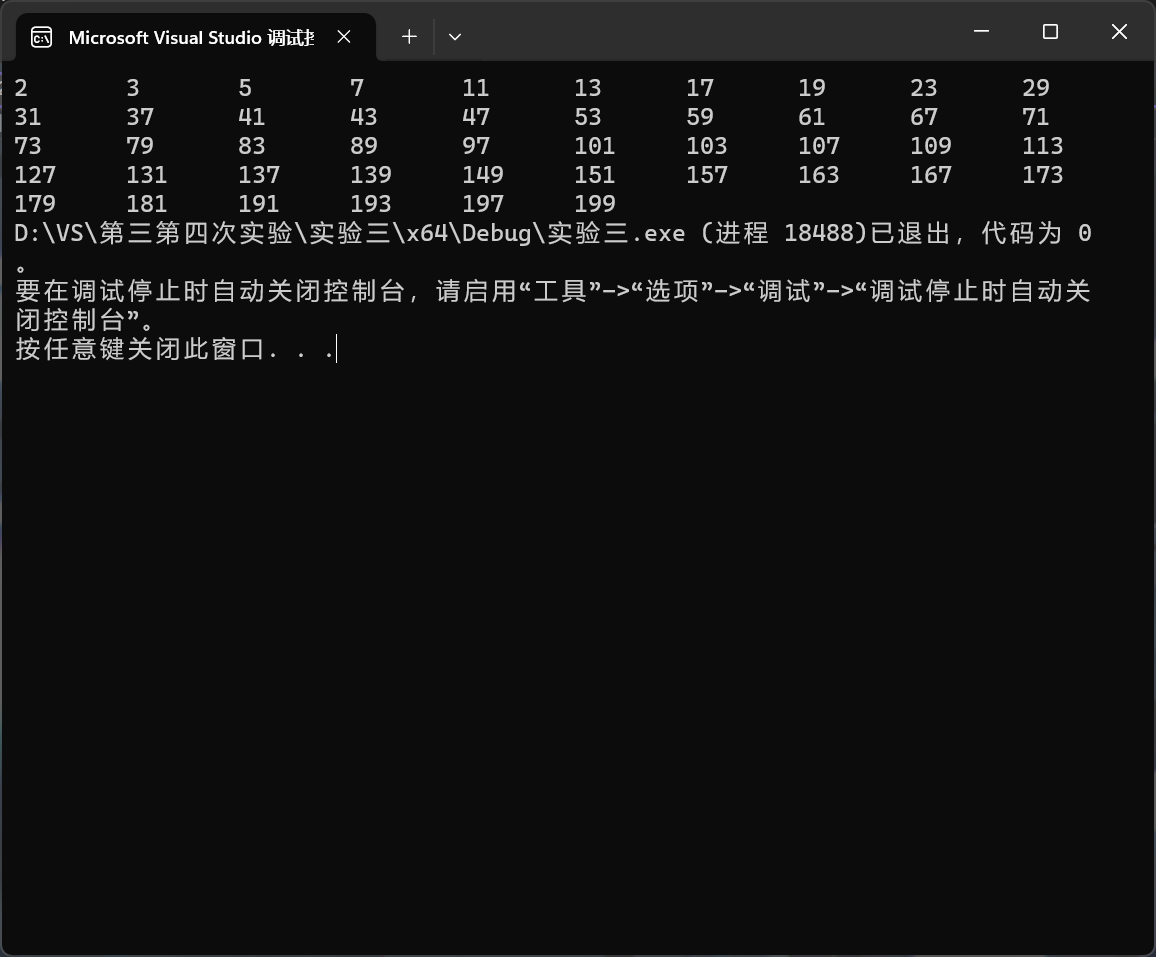 Microsoft Visual Studio 调试
2 3 5 7 11 13 17 19 23 29
31 37 41 43 47 53 59 61 67 71
73 79 83 89 97 101 103 107 109 113
127 131 137 139 149 151 157 163 167 173
179 181 191 193 197 199
D:\VS\第三第四次实验\实验三\x64\Debug\实验三.exe (进程 18488)已退出，代码为 0
。
要在调试停止时自动关闭控制台，请启用“工具”->“选项”->“调试”->“调试停止时自动关
闭控制台”。
按任意键关闭此窗口. . .